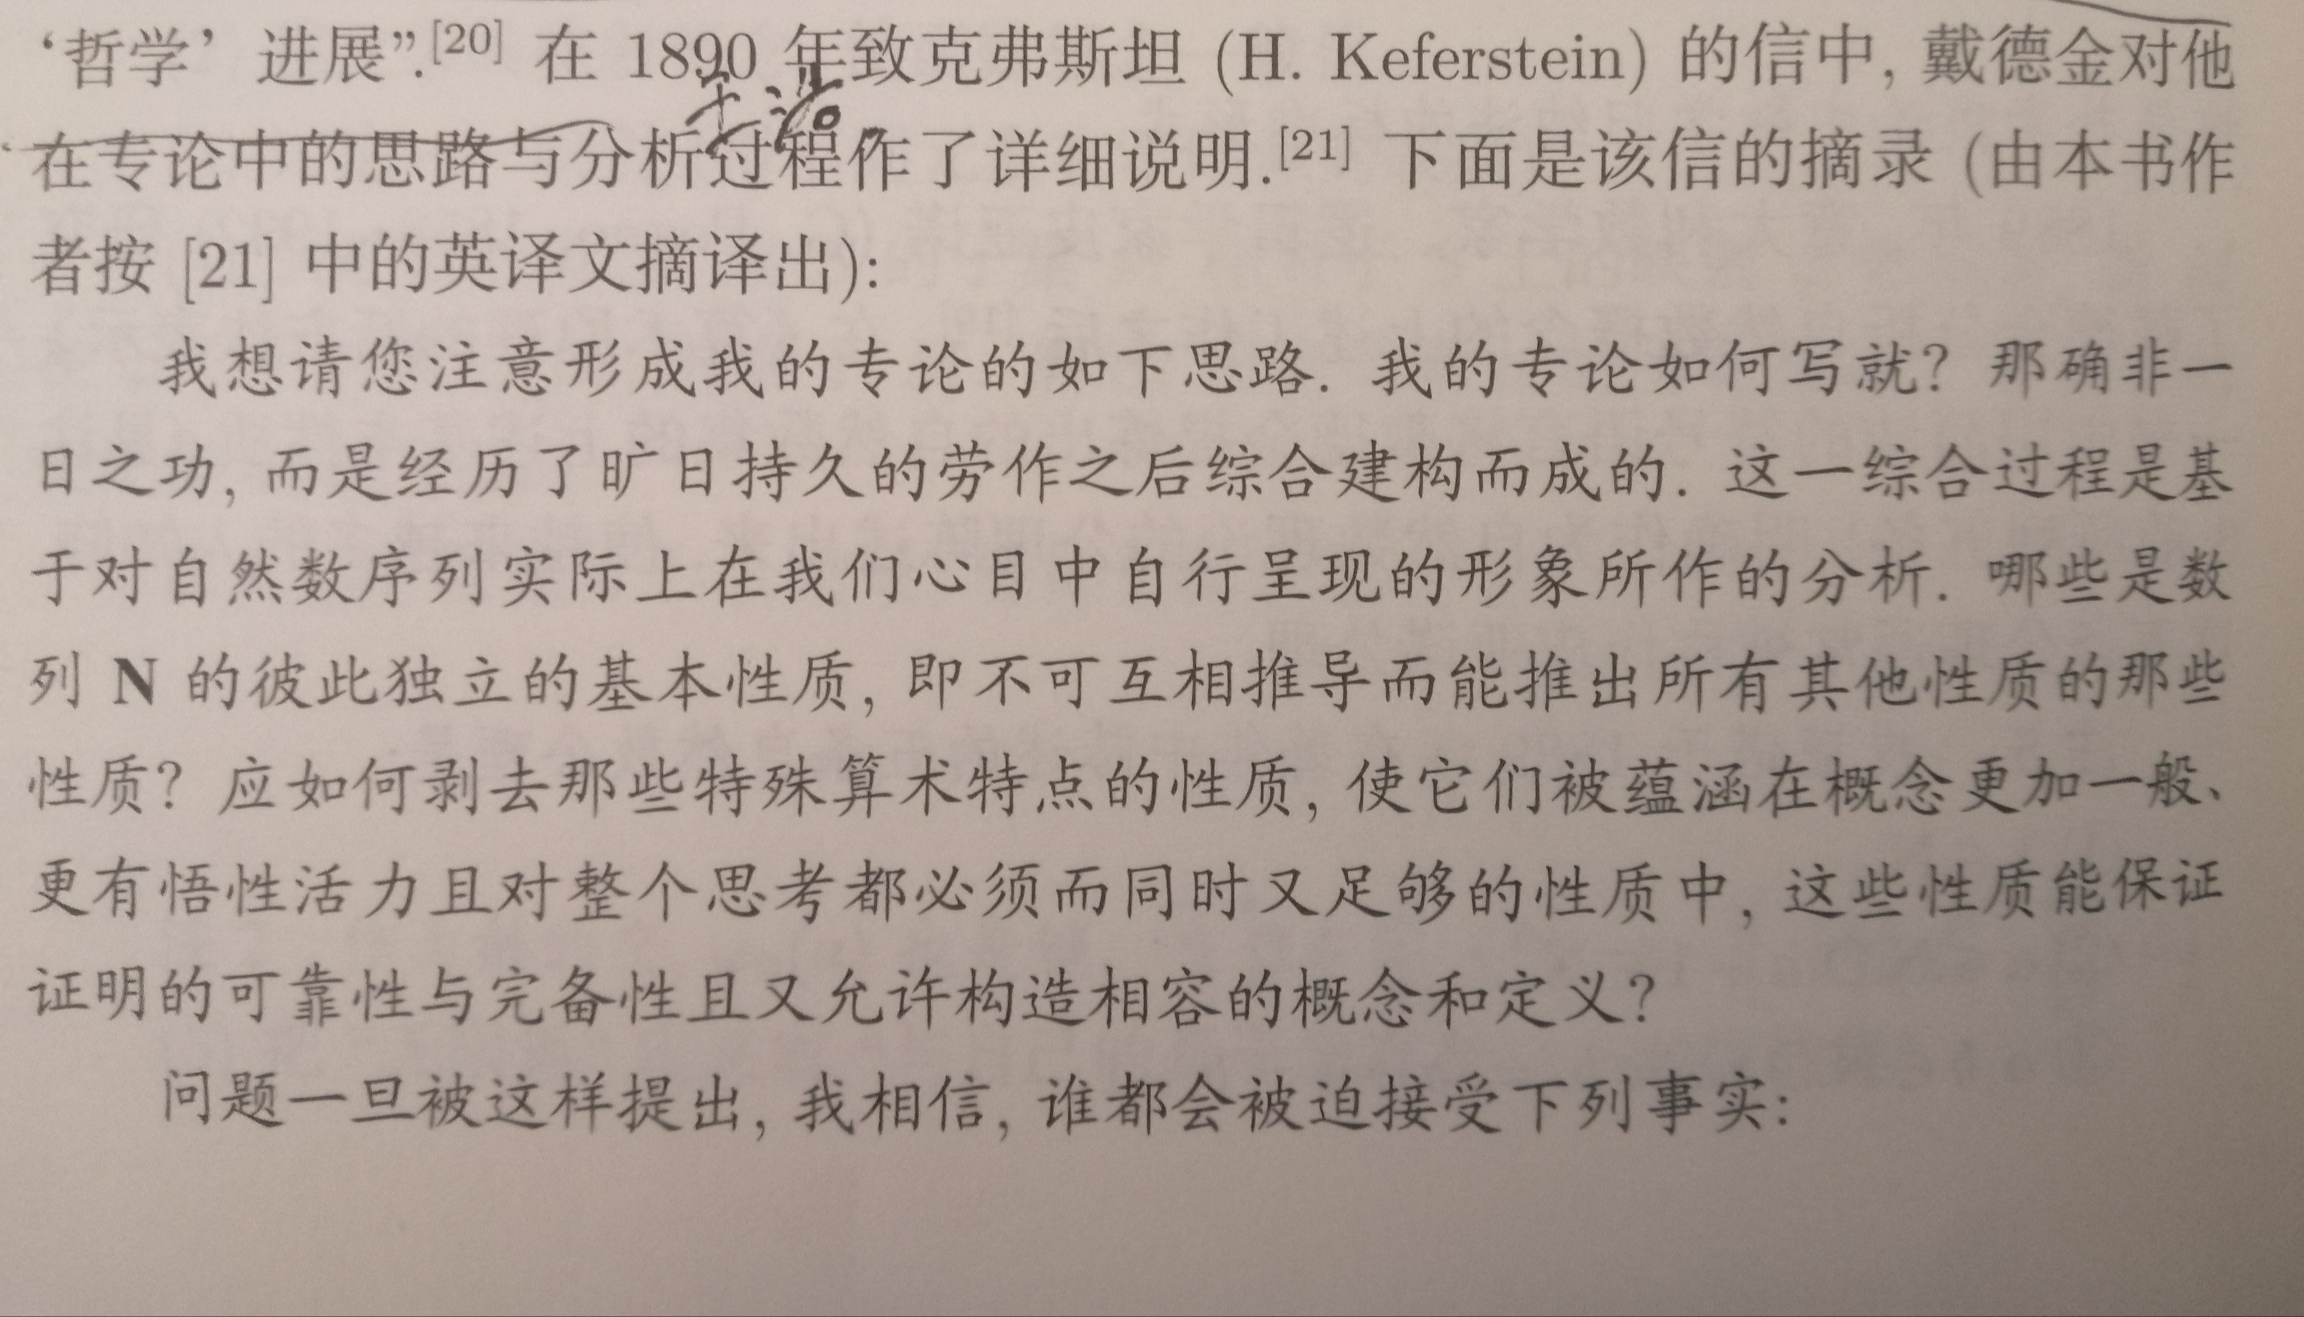 ‘哲学’ 进展”.[20] 在 1890 年致克弗斯坦 (H. Keferstein) 的信中, 戴德金对他
在专论中的思路与分析过程作了详细说明.[21] 下面是该信的摘录 (由本书作
者按 [21] 中的英译文摘译出):
我想请您注意形成我的专论的如下思路. 我的专论如何写就? 那确非一
日之功, 而是经历了旷日持久的劳作之后综合建构而成的. 这一综合过程是基
于对自然数序列实际上在我们心目中自行呈现的形象所作的分析. 哪些是数
列 N 的彼此独立的基本性质, 即不可互相推导而能推出所有其他性质的那些
性质? 应如何剥去那些特殊算术特点的性质, 使它们被蕴涵在概念更加一般、
更有悟性活力且对整个思考都必须而同时又足够的性质中, 这些性质能保证
证明的可靠性与完备性且又允许构造相容的概念和定义?
问题一旦被这样提出, 我相信, 谁都会被迫接受下列事实: